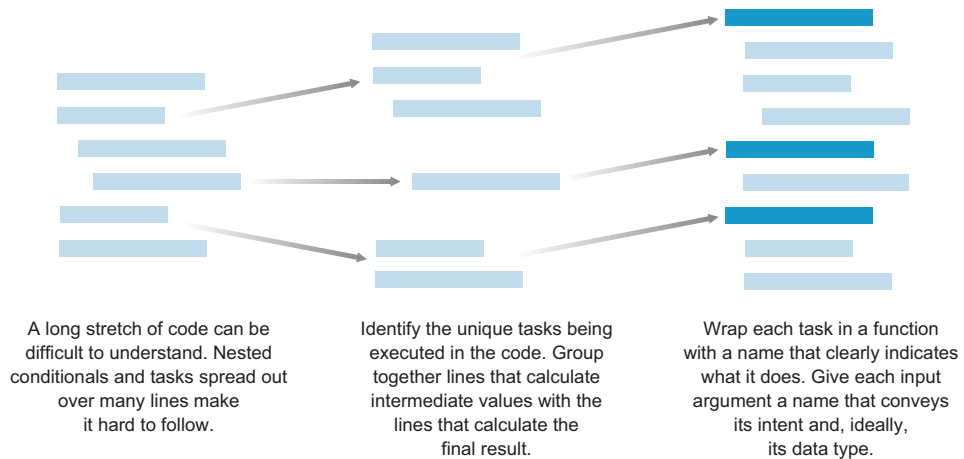 A long stretch of code can be
difficult to understand. Nested
conditionals and tasks spread out
over many lines make
it hard to follow.
Identify the unique tasks being
executed in the code. Group
together lines that calculate
intermediate values with the
lines that calculate the
final result.
Wrap each task in a function
with a name that clearly indicates
what it does. Give each input
argument a name that conveys
its intent and, ideally,
its data type.